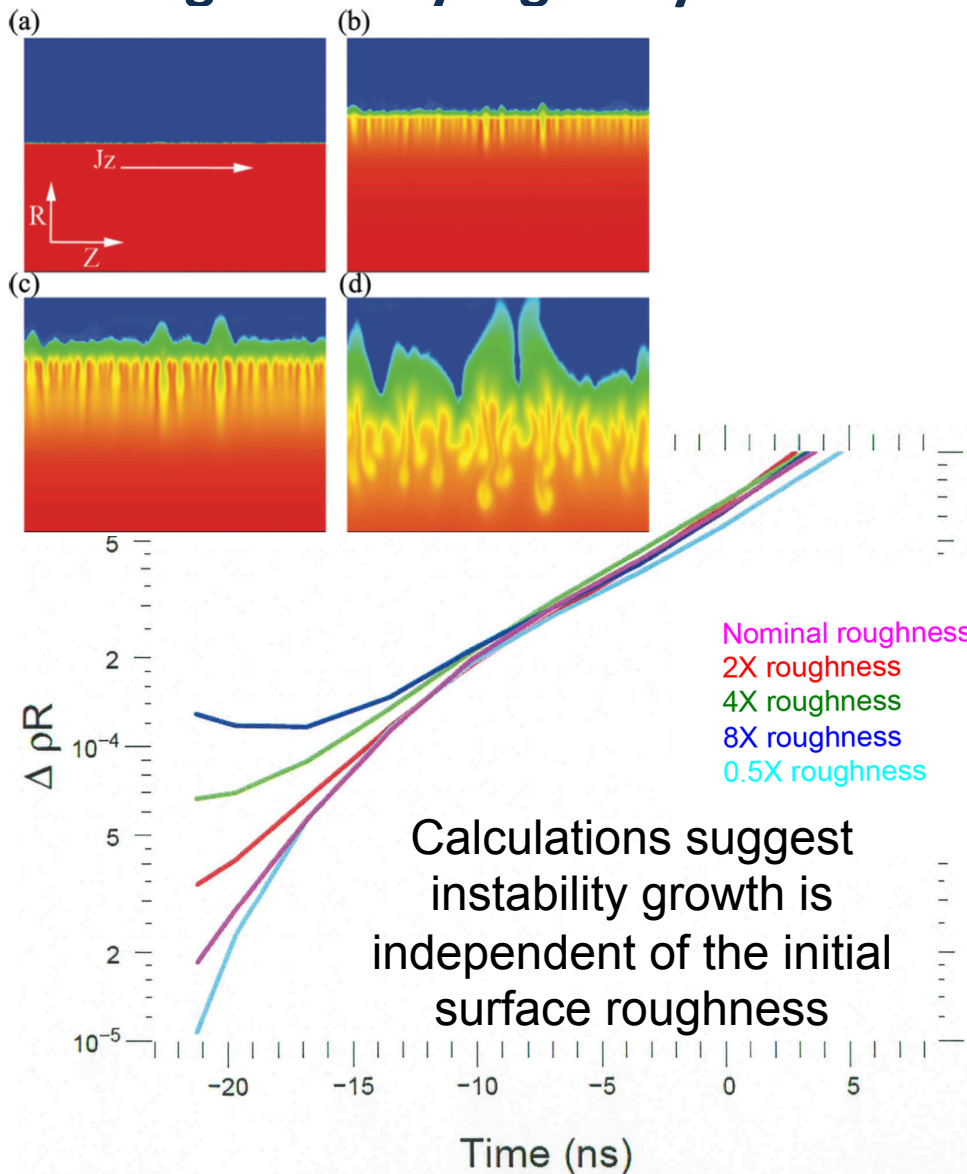 (a)
(b)
Jz
R
Z
(c)
(d)
5
2
10⁻⁴
5
2
10⁻⁵
Δ ρR
Nominal roughness
2X roughness
4X roughness
8X roughness
0.5X roughness
Calculations suggest
instability growth is
independent of the initial
surface roughness
−20
−15
−10
−5
0
5
Time (ns)